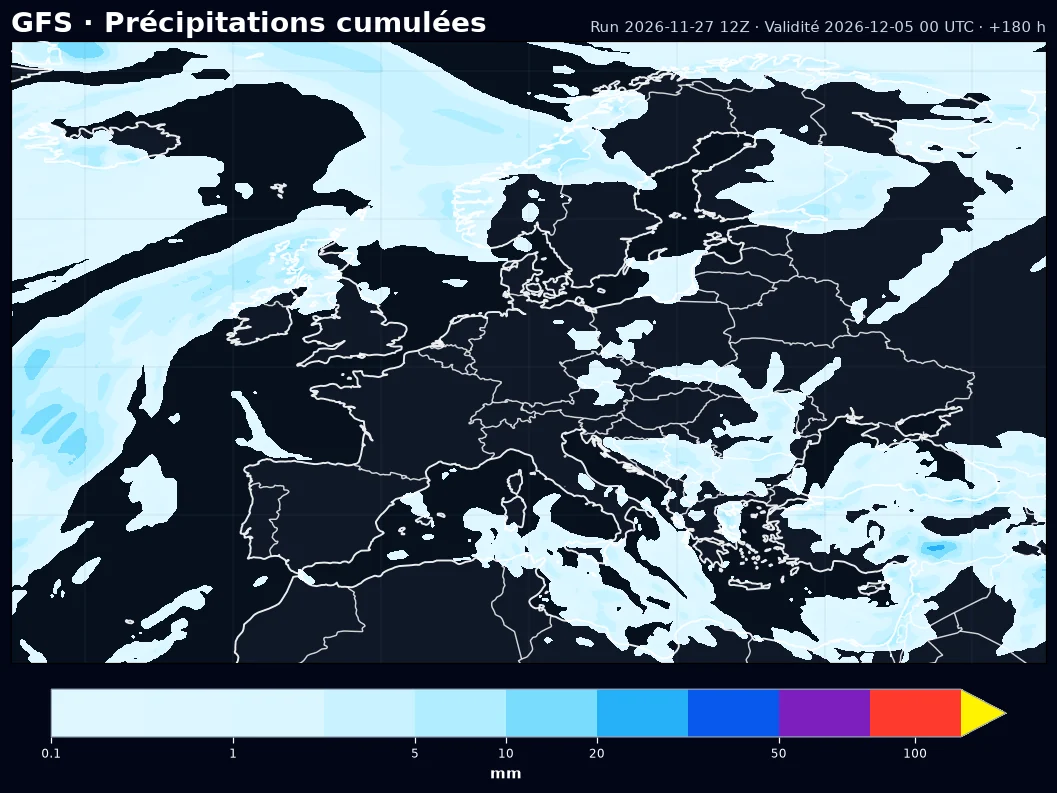 GFS · Précipitations cumulées
Run 2026-11-27 12Z · Validité 2026-12-05 00 UTC · +180 h
0.1 1 5 10 20 50 100
mm